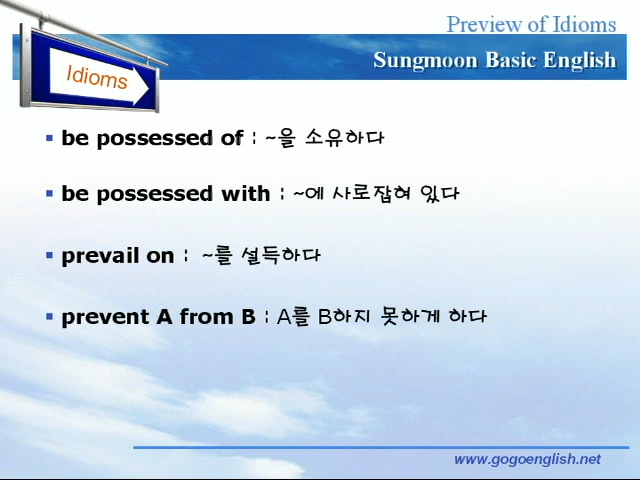 Preview of Idioms
Sungmoon Basic English
Idioms
▪ be possessed of : ~을 소유하다
▪ be possessed with : ~에 사로잡혀 있다
▪ prevail on : ~를 설득하다
▪ prevent A from B : A를 B하지 못하게 하다
www.gogoenglish.net